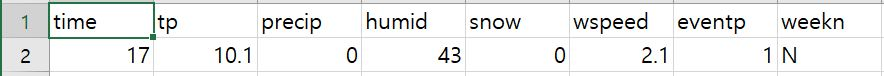 1 time tp precip humid snow wspeed eventp weekn
2 17 10.1 0 43 0 2.1 1 N